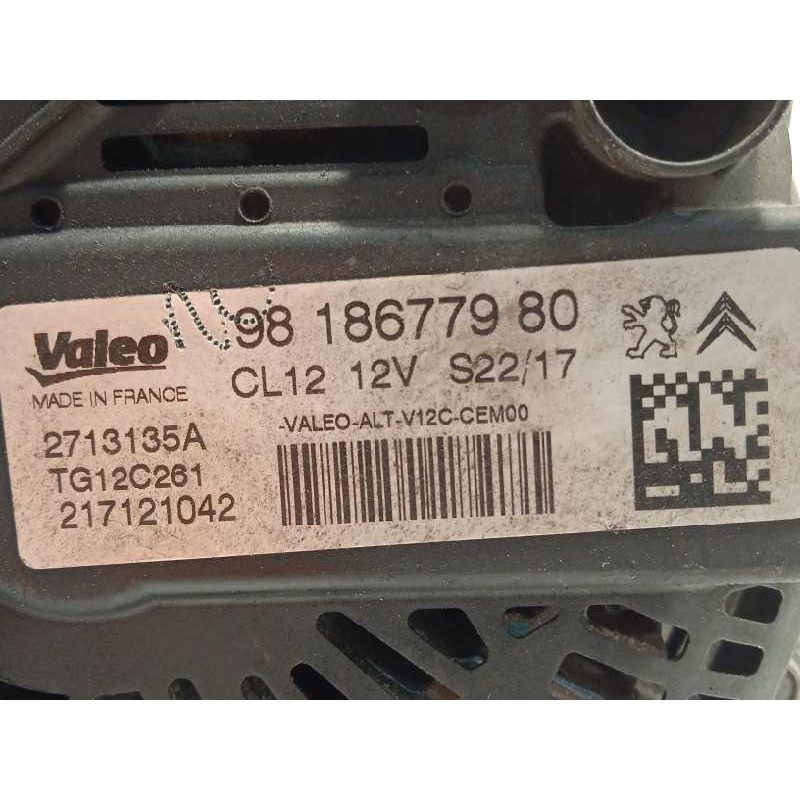 Valeo
98 186779 80
CL12 12V S22/17
MADE IN FRANCE
-VALEO-ALT-V12C-CEM00
2713135A
TG12C261
217121042